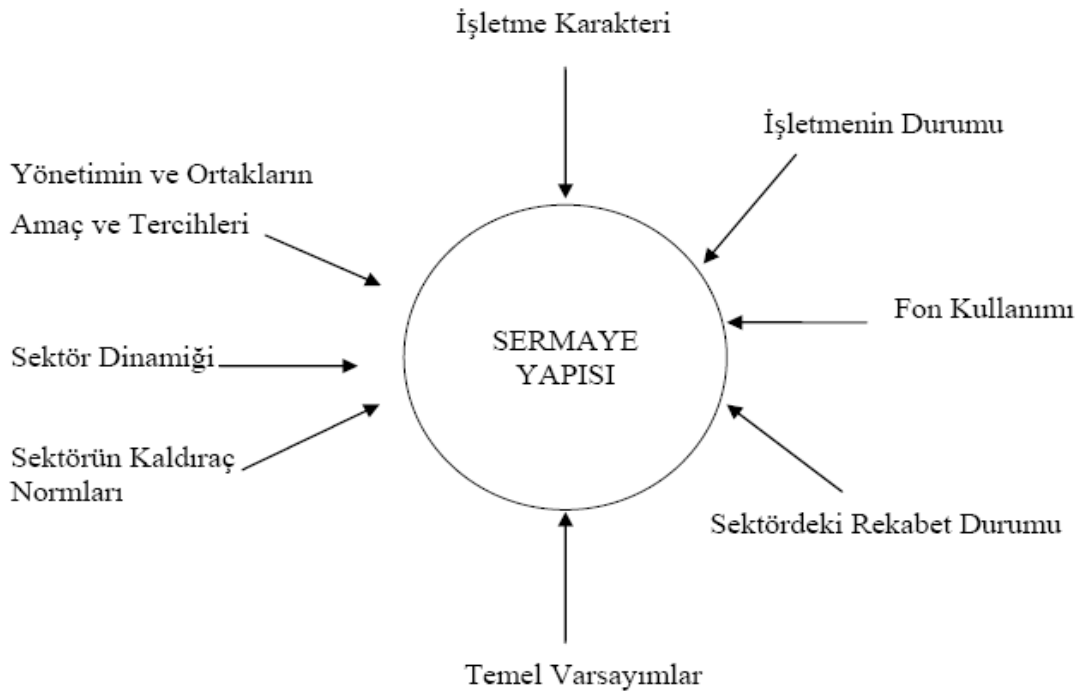 İşletme Karakteri
İşletmenin Durumu
Yönetimin ve Ortakların
Amaç ve Tercihleri
Fon Kullanımı
SERMAYE
YAPISI
Sektör Dinamiği
Sektörün Kaldıraç
Normları
Sektördeki Rekabet Durumu
Temel Varsayımlar